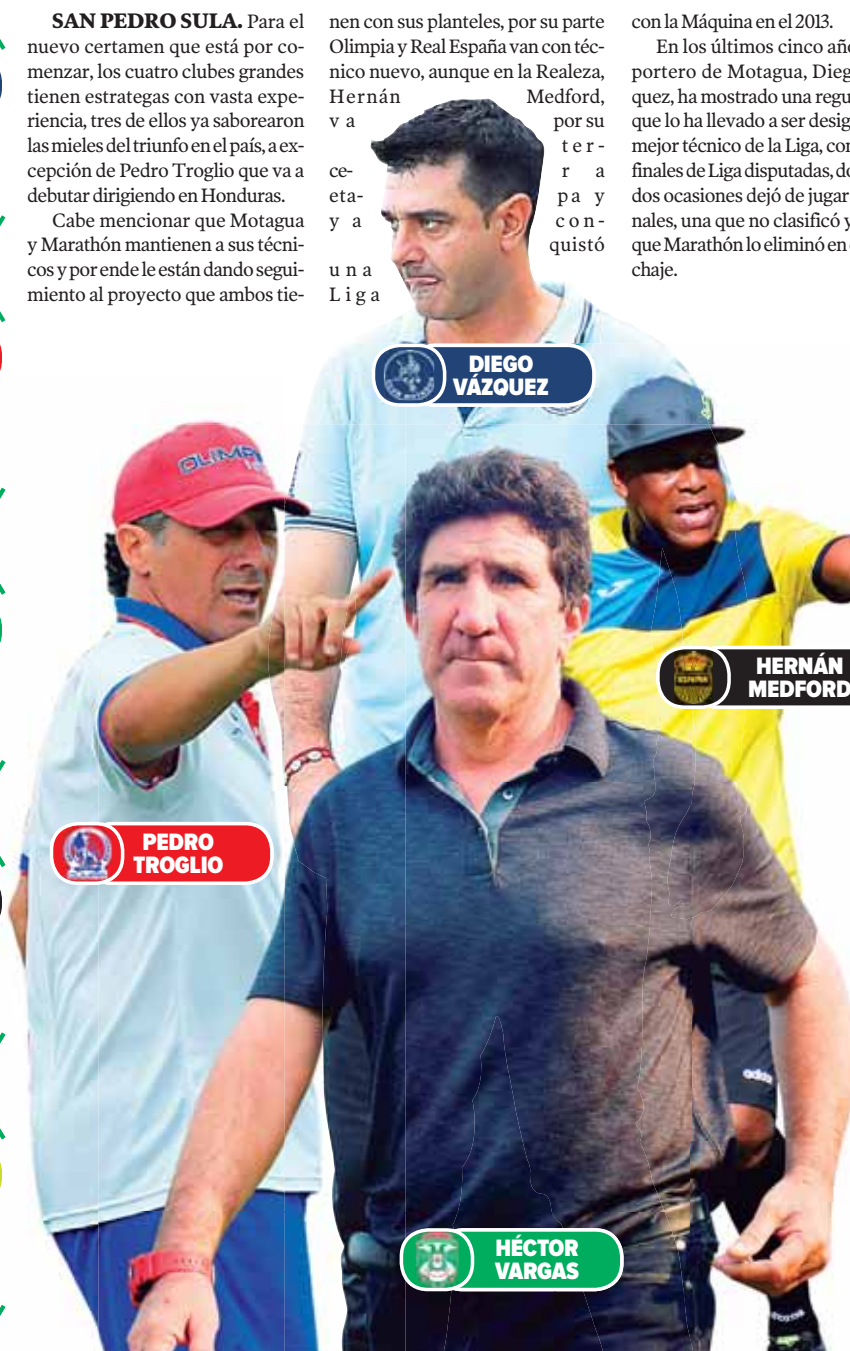 SAN PEDRO SULA. Para el
nuevo certamen que está por co-
menzar, los cuatro clubes grandes
tienen estrategas con vasta expe-
riencia, tres de ellos ya saborearon
las mieles del triunfo en el país, a ex-
cepción de Pedro Troglio que va a
debutar dirigiendo en Honduras.
Cabe mencionar que Motagua
y Marathón mantienen a sus técni-
cos y por ende le están dando segui-
miento al proyecto que ambos tie-
nen con sus planteles, por su parte
Olimpia y Real España van con téc-
nico nuevo, aunque en la Realeza,
Hernán Medford,
va por su
ter-
ce- r a
eta- pa y
y a con-
quistó
una
Liga
con la Máquina en el 2013.
En los últimos cinco año
portero de Motagua, Dieg
quez, ha mostrado una regu
que lo ha llevado a ser desig
mejor técnico de la Liga, con
finales de Liga disputadas, do
dos ocasiones dejó de jugar
nales, una que no clasificó y
que Marathón lo eliminó en
chaje.
DIEGO
VÁZQUEZ
OLIMPI
HERNÁN
MEDFORD
ESPAÑA
PEDRO
TROGLIO
adidas
HÉCTOR
VARGAS